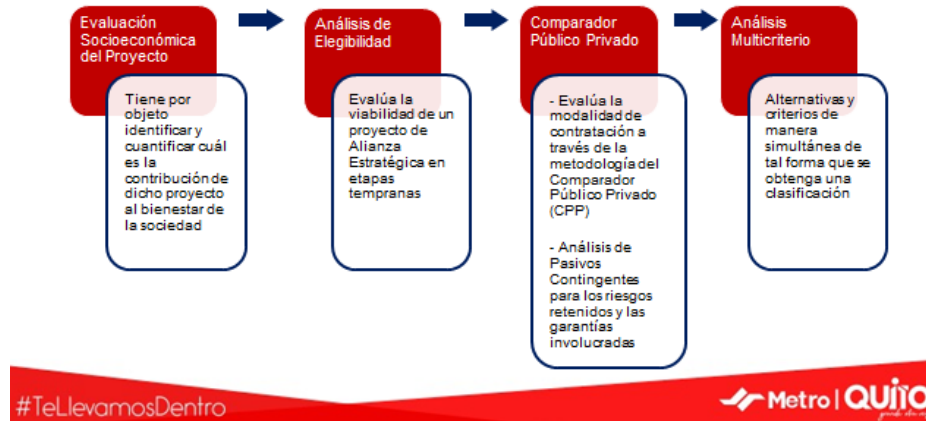 Evaluación
Socioeconómica
del Proyecto
Tiene por
objeto
identificar y
cuantificar cuál
es la
contribución de
dicho proyecto
al bienestar de
la sociedad
Análisis de
Elegibilidad
Evalúa la
viabilidad de un
proyecto de
Alianza
Estratégica en
etapas
tempranas
Comparador
Público Privado
- Evalúa la
modalidad de
contratación a
través de la
metodología del
Comparador
Público Privado
(CPP)
- Análisis de
Pasivos
Contingentes
para los riesgos
retenidos y las
garantías
involucradas
Análisis
Multicriterio
Alternativas y
criterios de
manera
simultánea de
tal forma que se
obtenga una
clasificación
#TeLlevamosDentro
Metro | Quito